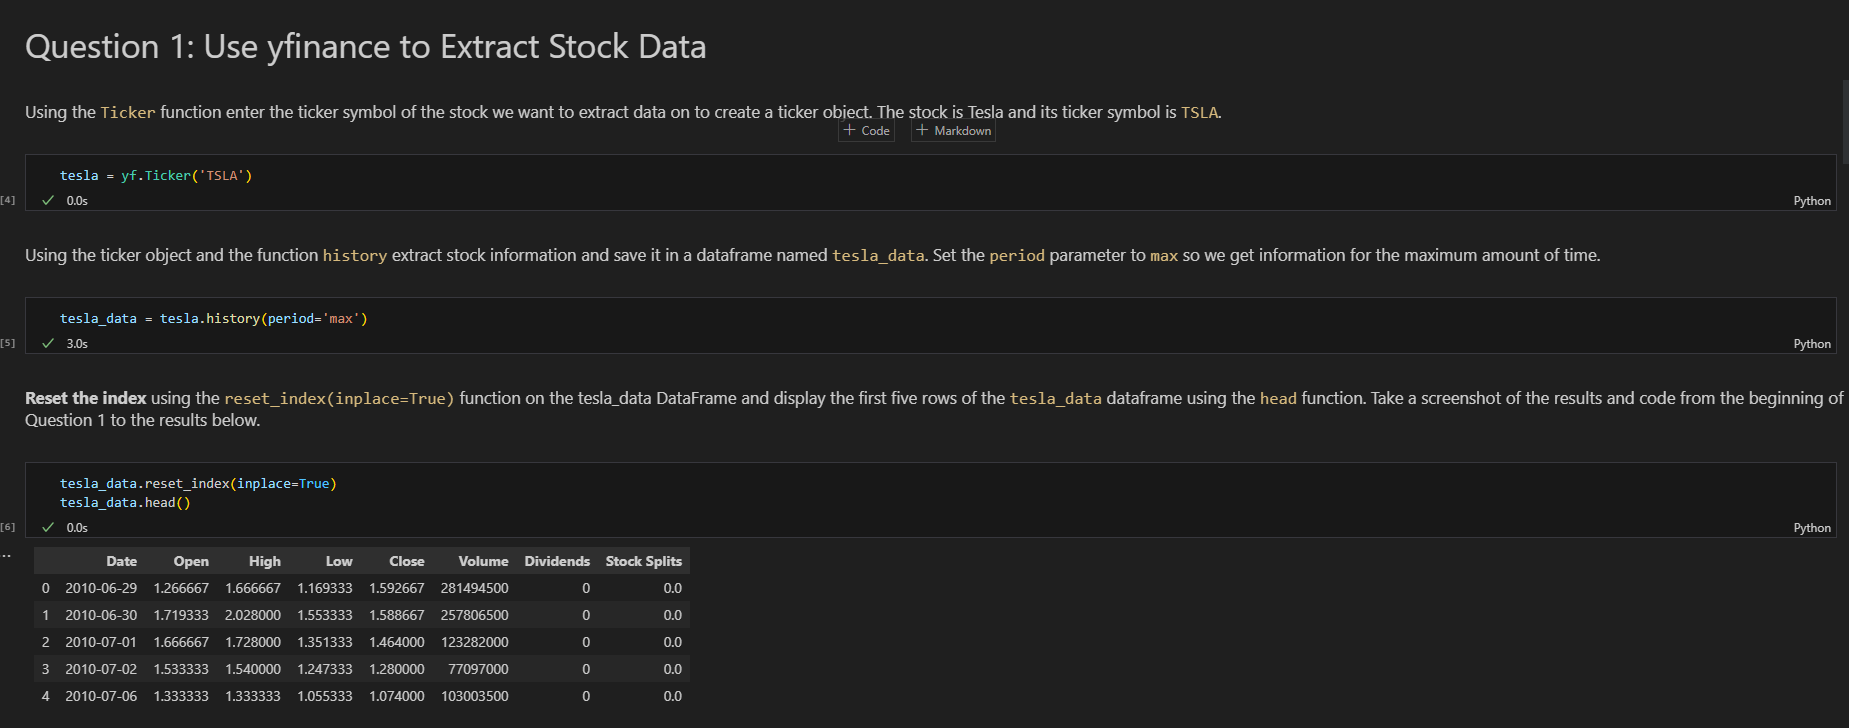 Question 1: Use yfinance to Extract Stock Data
Using the Ticker function enter the ticker symbol of the stock we want to extract data on to create a ticker object. The stock is Tesla and its ticker symbol is TSLA.
+ Code + Markdown
tesla = yf.Ticker('TSLA')
[4] ✓ 0.0s Python
Using the ticker object and the function history extract stock information and save it in a dataframe named tesla_data. Set the period parameter to max so we get information for the maximum amount of time.
tesla_data = tesla.history(period='max')
[5] ✓ 3.0s Python
Reset the index using the reset_index(inplace=True) function on the tesla_data DataFrame and display the first five rows of the tesla_data dataframe using the head function. Take a screenshot of the results and code from the beginning of
Question 1 to the results below.
tesla_data.reset_index(inplace=True)
tesla_data.head()
[6] ✓ 0.0s Python
... Date Open High Low Close Volume Dividends Stock Splits
0 2010-06-29 1.266667 1.666667 1.169333 1.592667 281494500 0 0.0
1 2010-06-30 1.719333 2.028000 1.553333 1.588667 257806500 0 0.0
2 2010-07-01 1.666667 1.728000 1.351333 1.464000 123282000 0 0.0
3 2010-07-02 1.533333 1.540000 1.247333 1.280000 77097000 0 0.0
4 2010-07-06 1.333333 1.333333 1.055333 1.074000 103003500 0 0.0